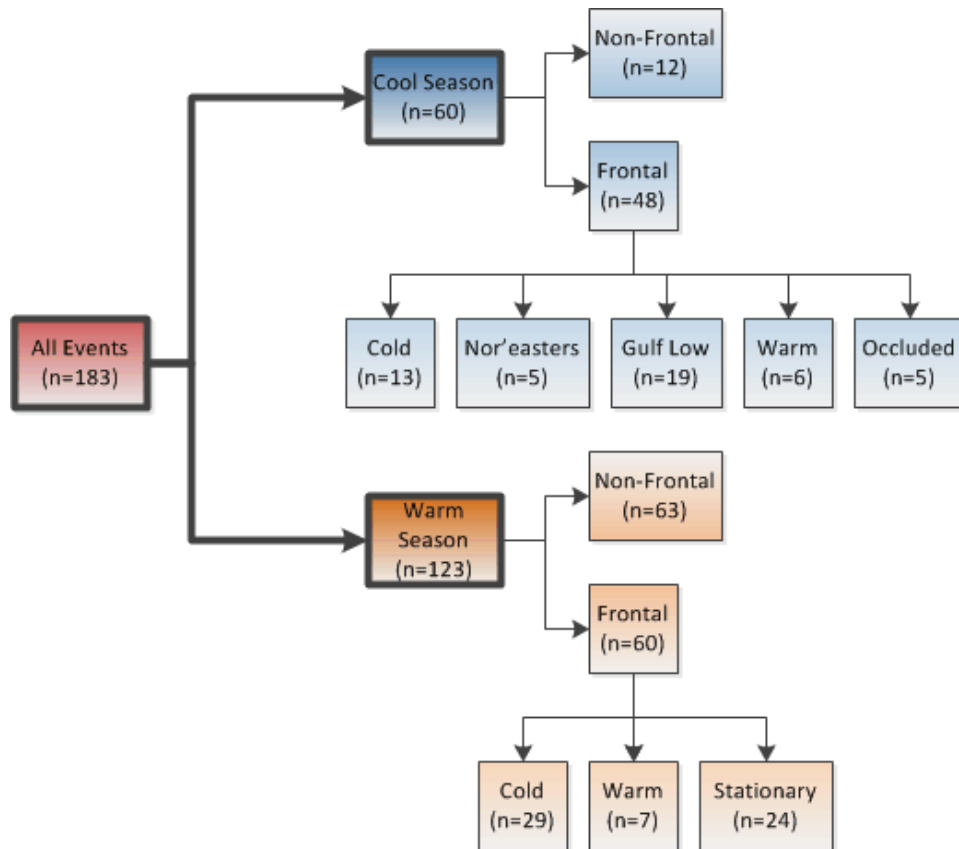 Non-Frontal
(n=12)
Cool Season
(n=60)
Frontal
(n=48)
All Events
(n=183)
Cold
(n=13)
Nor'easters
(n=5)
Gulf Low
(n=19)
Warm
(n=6)
Occluded
(n=5)
Non-Frontal
(n=63)
Warm
Season
(n=123)
Frontal
(n=60)
Cold
(n=29)
Warm
(n=7)
Stationary
(n=24)